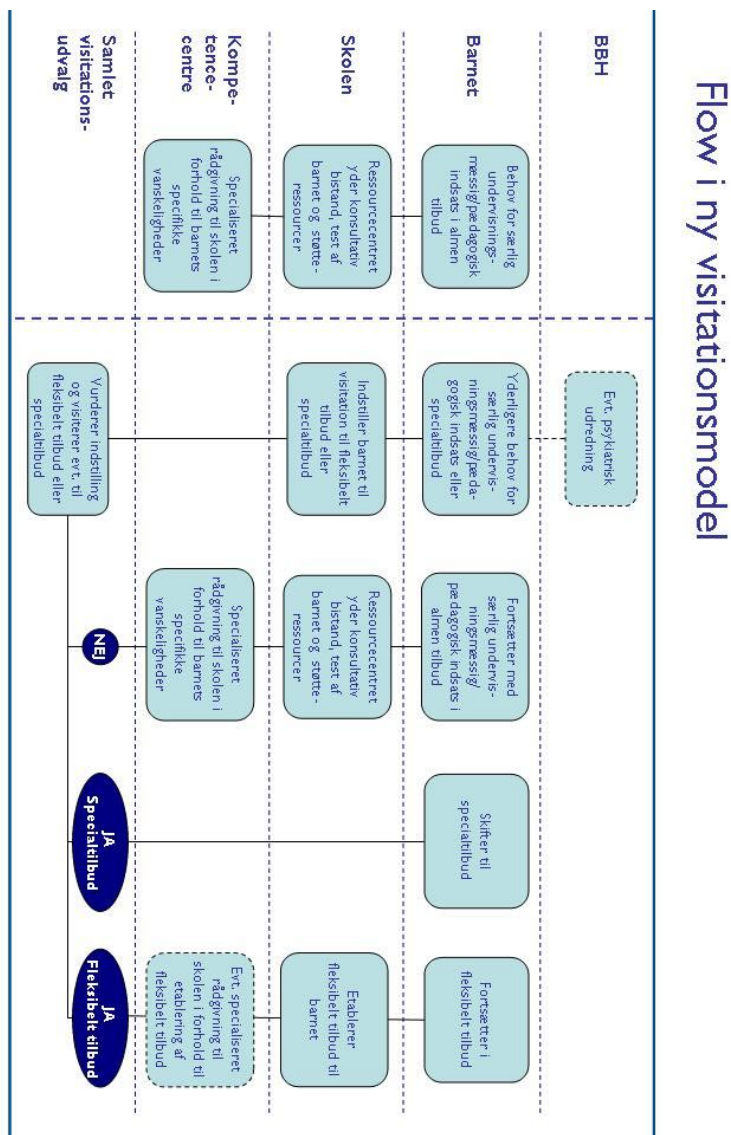 Flow i ny visitationsmodel
BBH
Evt. psykiatrisk
udredning
Barnet
Behov for særlig
undervisnings-
mæssig/pædagogisk
indsats i almen
tilbud
Yderligere behov for
særlig undervis-
ningsmæssig/pæda-
gogisk indsats eller
specialtilbud
Fortsætter med
særlig undervis-
ningsmæssig/
pædagogisk indsats i
almen tilbud
Skifter til
specialtilbud
Fortsætter i
fleksibelt tilbud
Skolen
Ressourcecentret
yder konsultativ
bistand, test af
barnet og støtte-
ressourcer
Indstiller barnet til
visitation til fleksibelt
tilbud eller
specialtilbud
Ressourcecentret
yder konsultativ
bistand, test af
barnet og støtte-
ressourcer
Etablerer
fleksibelt tilbud til
barnet
Kompe-
tence-
centre
Specialiseret
rådgivning til skolen i
forhold til barnets
specifikke
vanskeligheder
Specialiseret
rådgivning til skolen i
forhold til barnets
specifikke
vanskeligheder
Evt. specialiseret
rådgivning til
skolen i forhold til
etablering af
fleksibelt tilbud
Samlet
visitations-
udvalg
Vurderer indstilling
og visiterer evt. til
fleksibelt tilbud eller
specialtilbud
NEJ
JA
Specialtilbud
JA
Fleksibelt tilbud